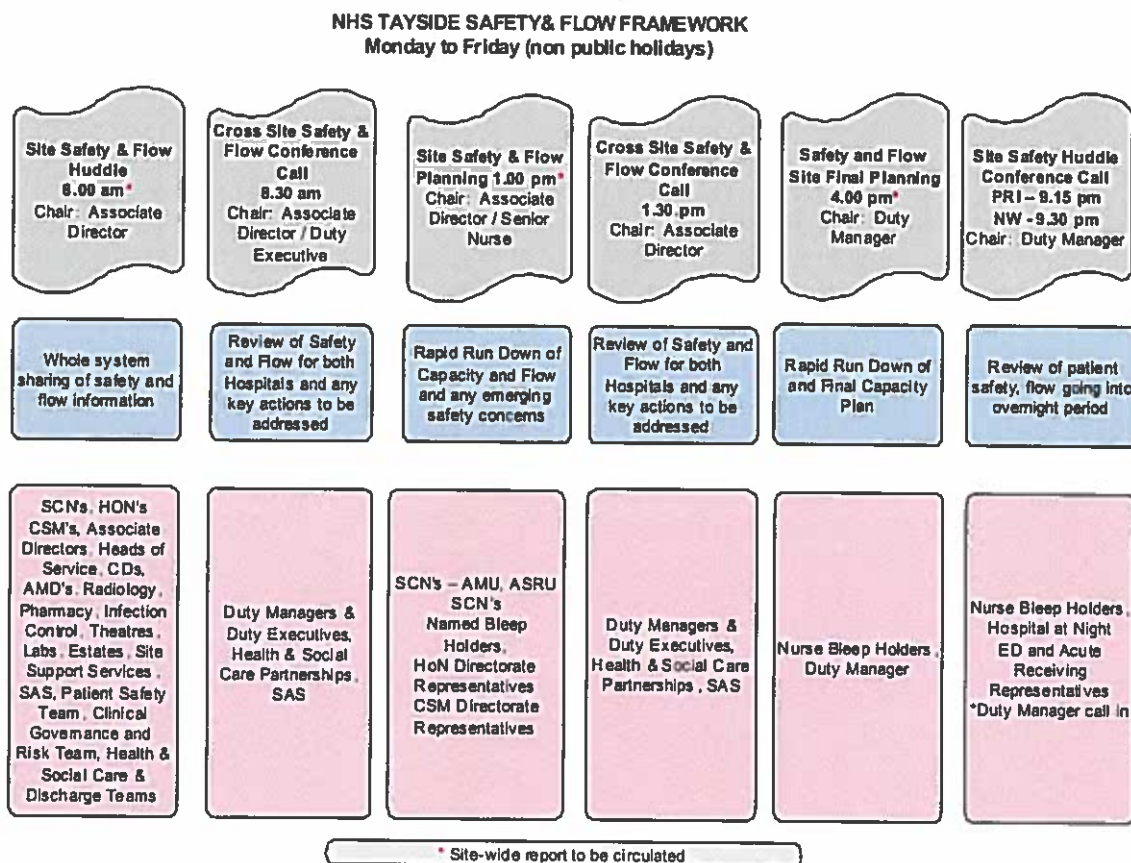 NHS TAYSIDE SAFETY& FLOW FRAMEWORK
Monday to Friday (non public holidays)
Site Safety & Flow
Huddle
8.00 am*
Chair: Associate
Director
Cross Site Safety &
Flow Conference
Call
8.30 am
Chair: Associate
Director / Duty
Executive
Site Safety & Flow
Planning 1.00 pm*
Chair: Associate
Director / Senior
Nurse
Cross Site Safety &
Flow Conference
Call
1.30.pm
Chair: Associate
Director
Safety and Flow
Site Final Planning
4.00 pm*
Chair: Duty
Manager
Site Safety Huddle
Conference Call
PRI – 9.15 pm
NW - 9.30 pm
Chair: Duty Manager
Whole system
sharing of safety and
flow information
Review of Safety
and Flow for both
Hospitals and any
key actions to be
addressed
Rapid Run Down of
Capacity and Flow
and any emerging
safety concerns
Review of Safety and
Flow for both
Hospitals and any
key actions to be
addressed
Rapid Run Down of
and Final Capacity
Plan
Review of patient
safety, flow going into
overnight period
SCN's, HON's
CSM's, Associate
Directors, Heads of
Service, CDs,
AMD's, Radiology,
Pharmacy, Infection
Control, Theatres,
Labs, Estates, Site
Support Services,
SAS, Patient Safety
Team, Clinical
Governance and
Risk Team, Health &
Social Care &
Discharge Teams
Duty Managers &
Duty Executives,
Health & Social
Care Partnerships,
SAS
SCN's – AMU, ASRU
SCN's
Named Bleep
Holders,
HoN Directorate
Representatives
CSM Directorate
Representatives
Duty Managers &
Duty Executives,
Health & Social Care
Partnerships, SAS
Nurse Bleep Holders,
Duty Manager
Nurse Bleep Holders,
Hospital at Night
ED and Acute
Receiving
Representatives
*Duty Manager call in
* Site-wide report to be circulated